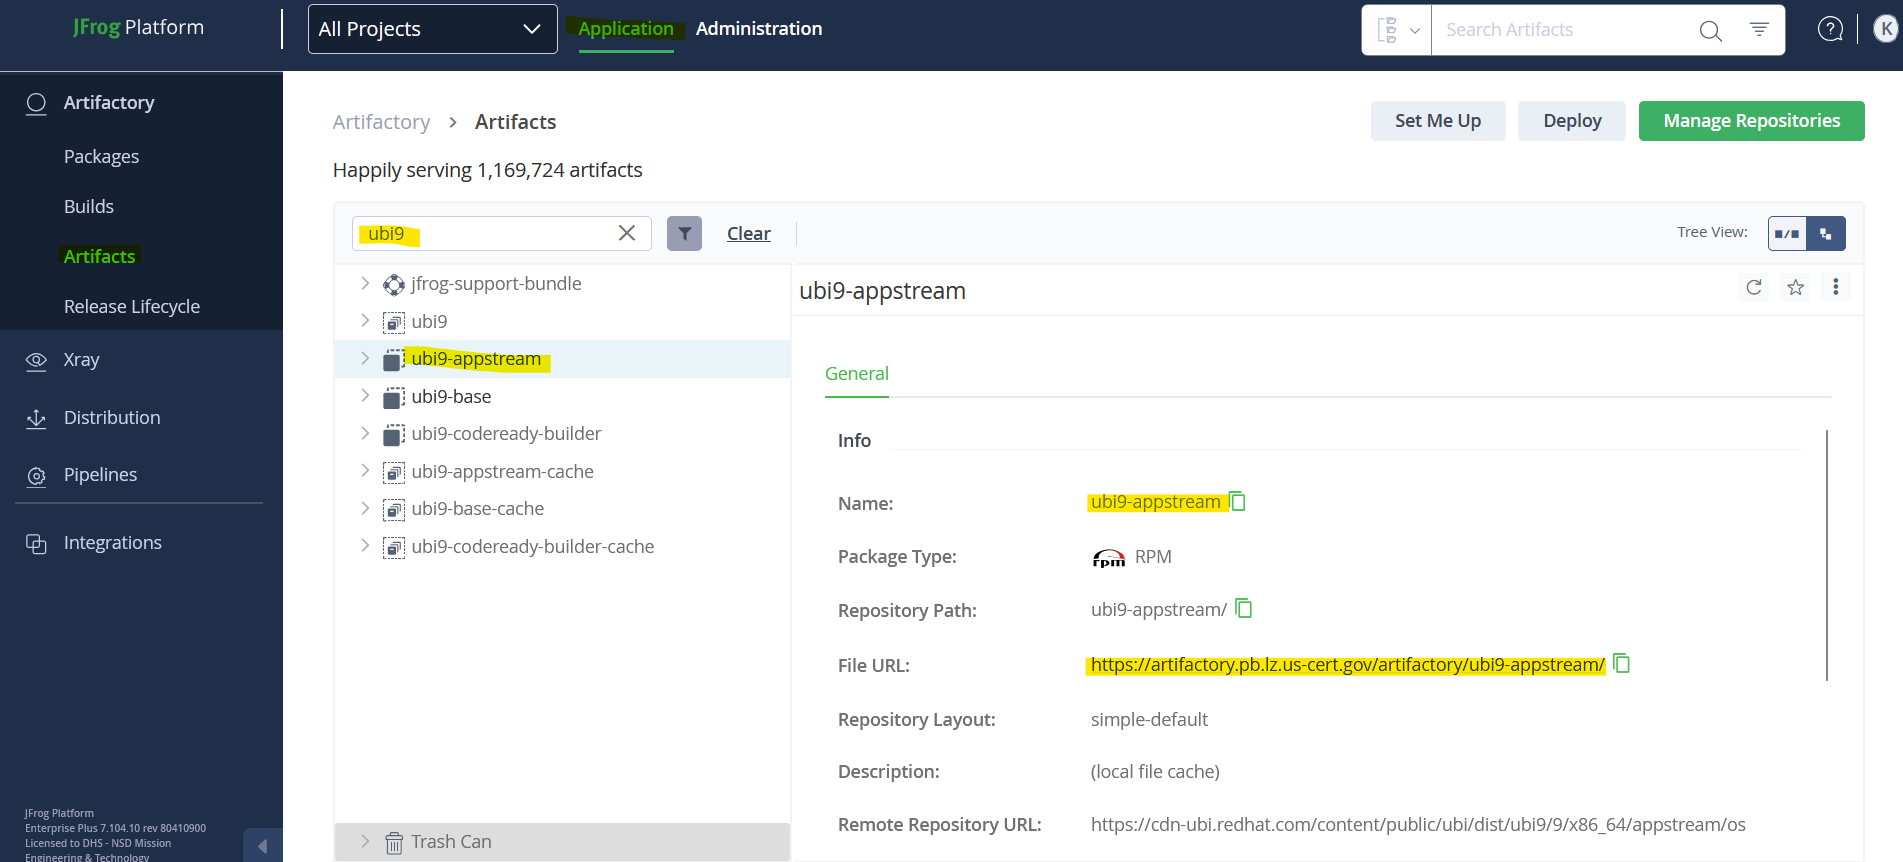 JFrog Platform
All Projects
Application
Administration
Search Artifacts
K
Artifactory
Packages
Builds
Artifacts
Release Lifecycle
Xray
Distribution
Pipelines
Integrations
JFrog Platform
Enterprise Plus 7.104.10 rev 80410900
Licensed to DHS - NSD Mission
Engineering & Technology
Artifactory > Artifacts
Set Me Up
Deploy
Manage Repositories
Happily serving 1,169,724 artifacts
ubi9
Clear
Tree View:
jfrog-support-bundle
ubi9
ubi9-appstream
ubi9-base
ubi9-codeready-builder
ubi9-appstream-cache
ubi9-base-cache
ubi9-codeready-builder-cache
Trash Can
ubi9-appstream
General
Info
Name: ubi9-appstream
Package Type: rpm RPM
Repository Path: ubi9-appstream/
File URL: https://artifactory.pb.lz.us-cert.gov/artifactory/ubi9-appstream/
Repository Layout: simple-default
Description: (local file cache)
Remote Repository URL: https://cdn-ubi.redhat.com/content/public/ubi/dist/ubi9/9/x86_64/appstream/os